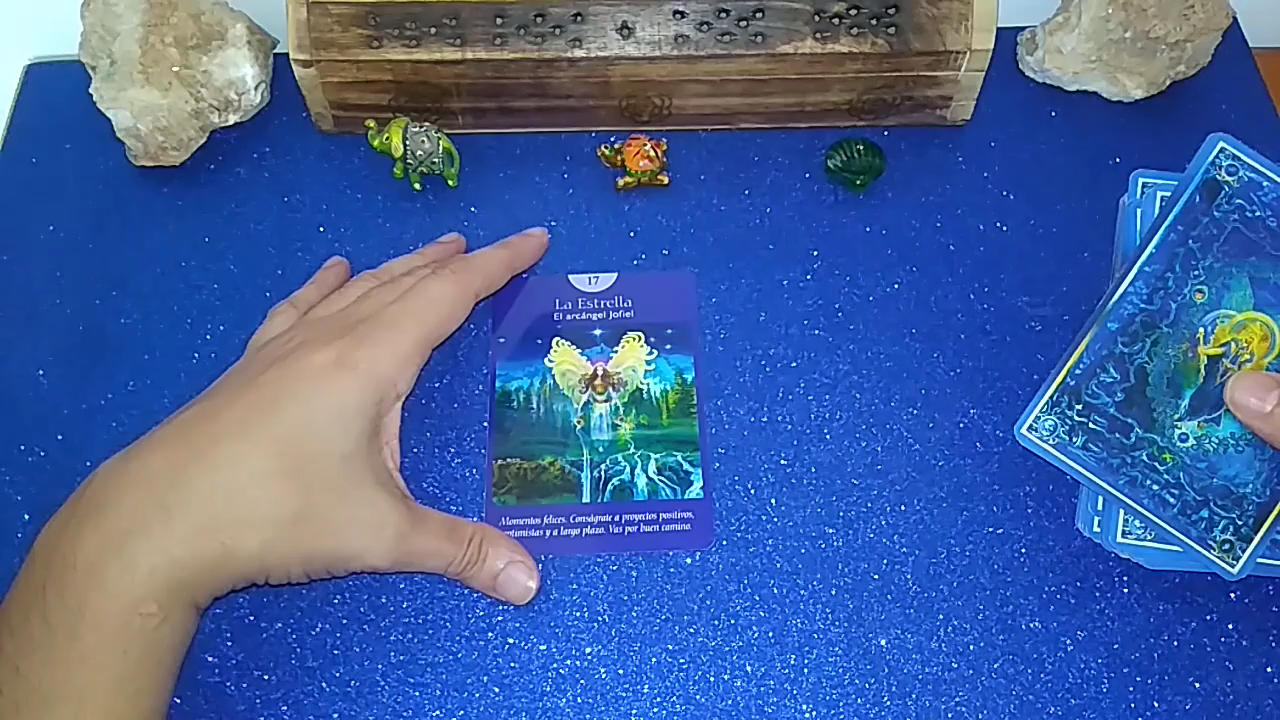 17
La Estrella
El arcángel Jofiel
Momentos felices. Conságrate a proyectos positivos,
optimistas y a largo plazo. Vas por buen camino.